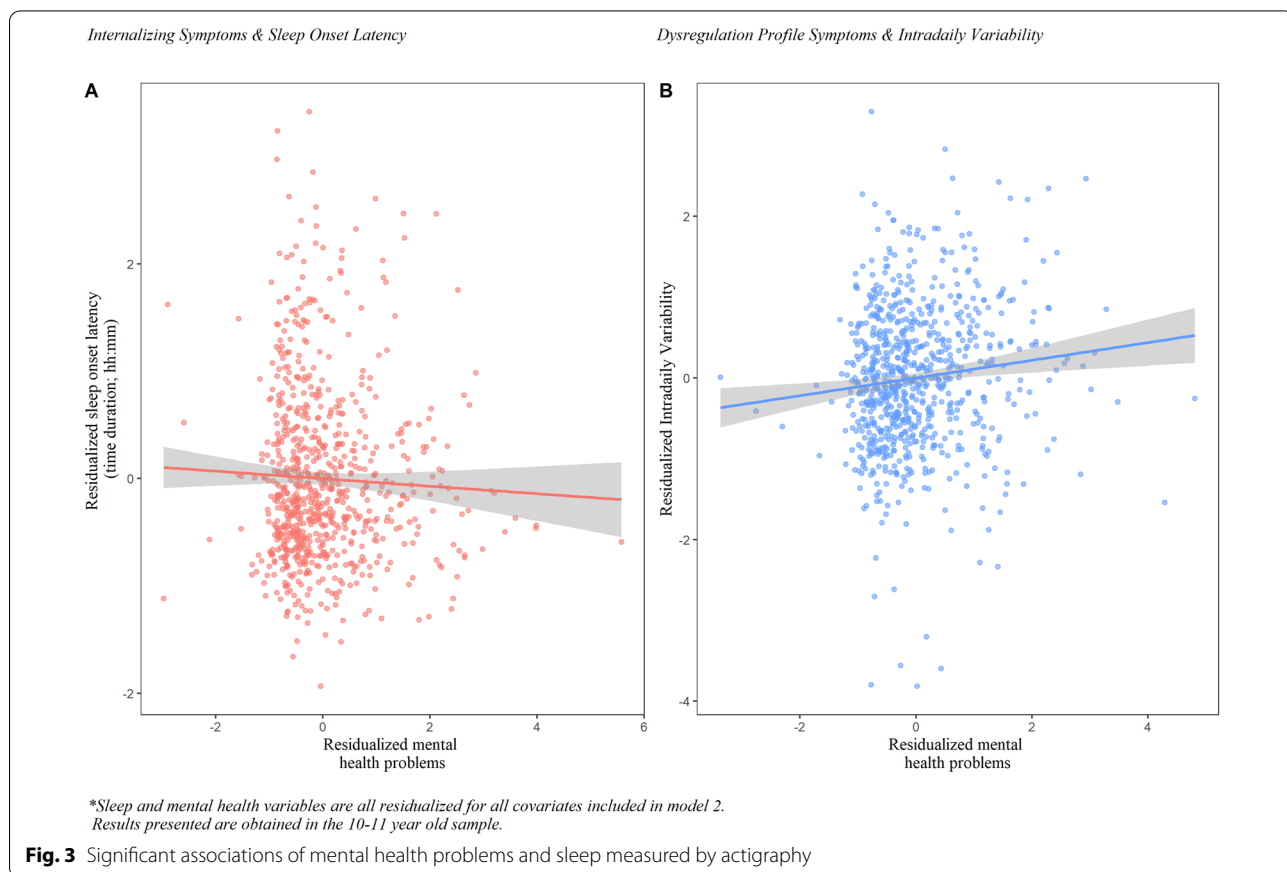 Internalizing Symptoms & Sleep Onset Latency
Dysregulation Profile Symptoms & Intradaily Variability
A
B
Residualized sleep onset latency
(time duration; hh:mm)
2
0
-2
-2
0
2
4
6
Residualized mental
health problems
Residualized Intradaily Variability
2
0
-2
-4
-2
0
2
4
Residualized mental
health problems
*Sleep and mental health variables are all residualized for all covariates included in model 2.
Results presented are obtained in the 10-11 year old sample.
Fig. 3 Significant associations of mental health problems and sleep measured by actigraphy